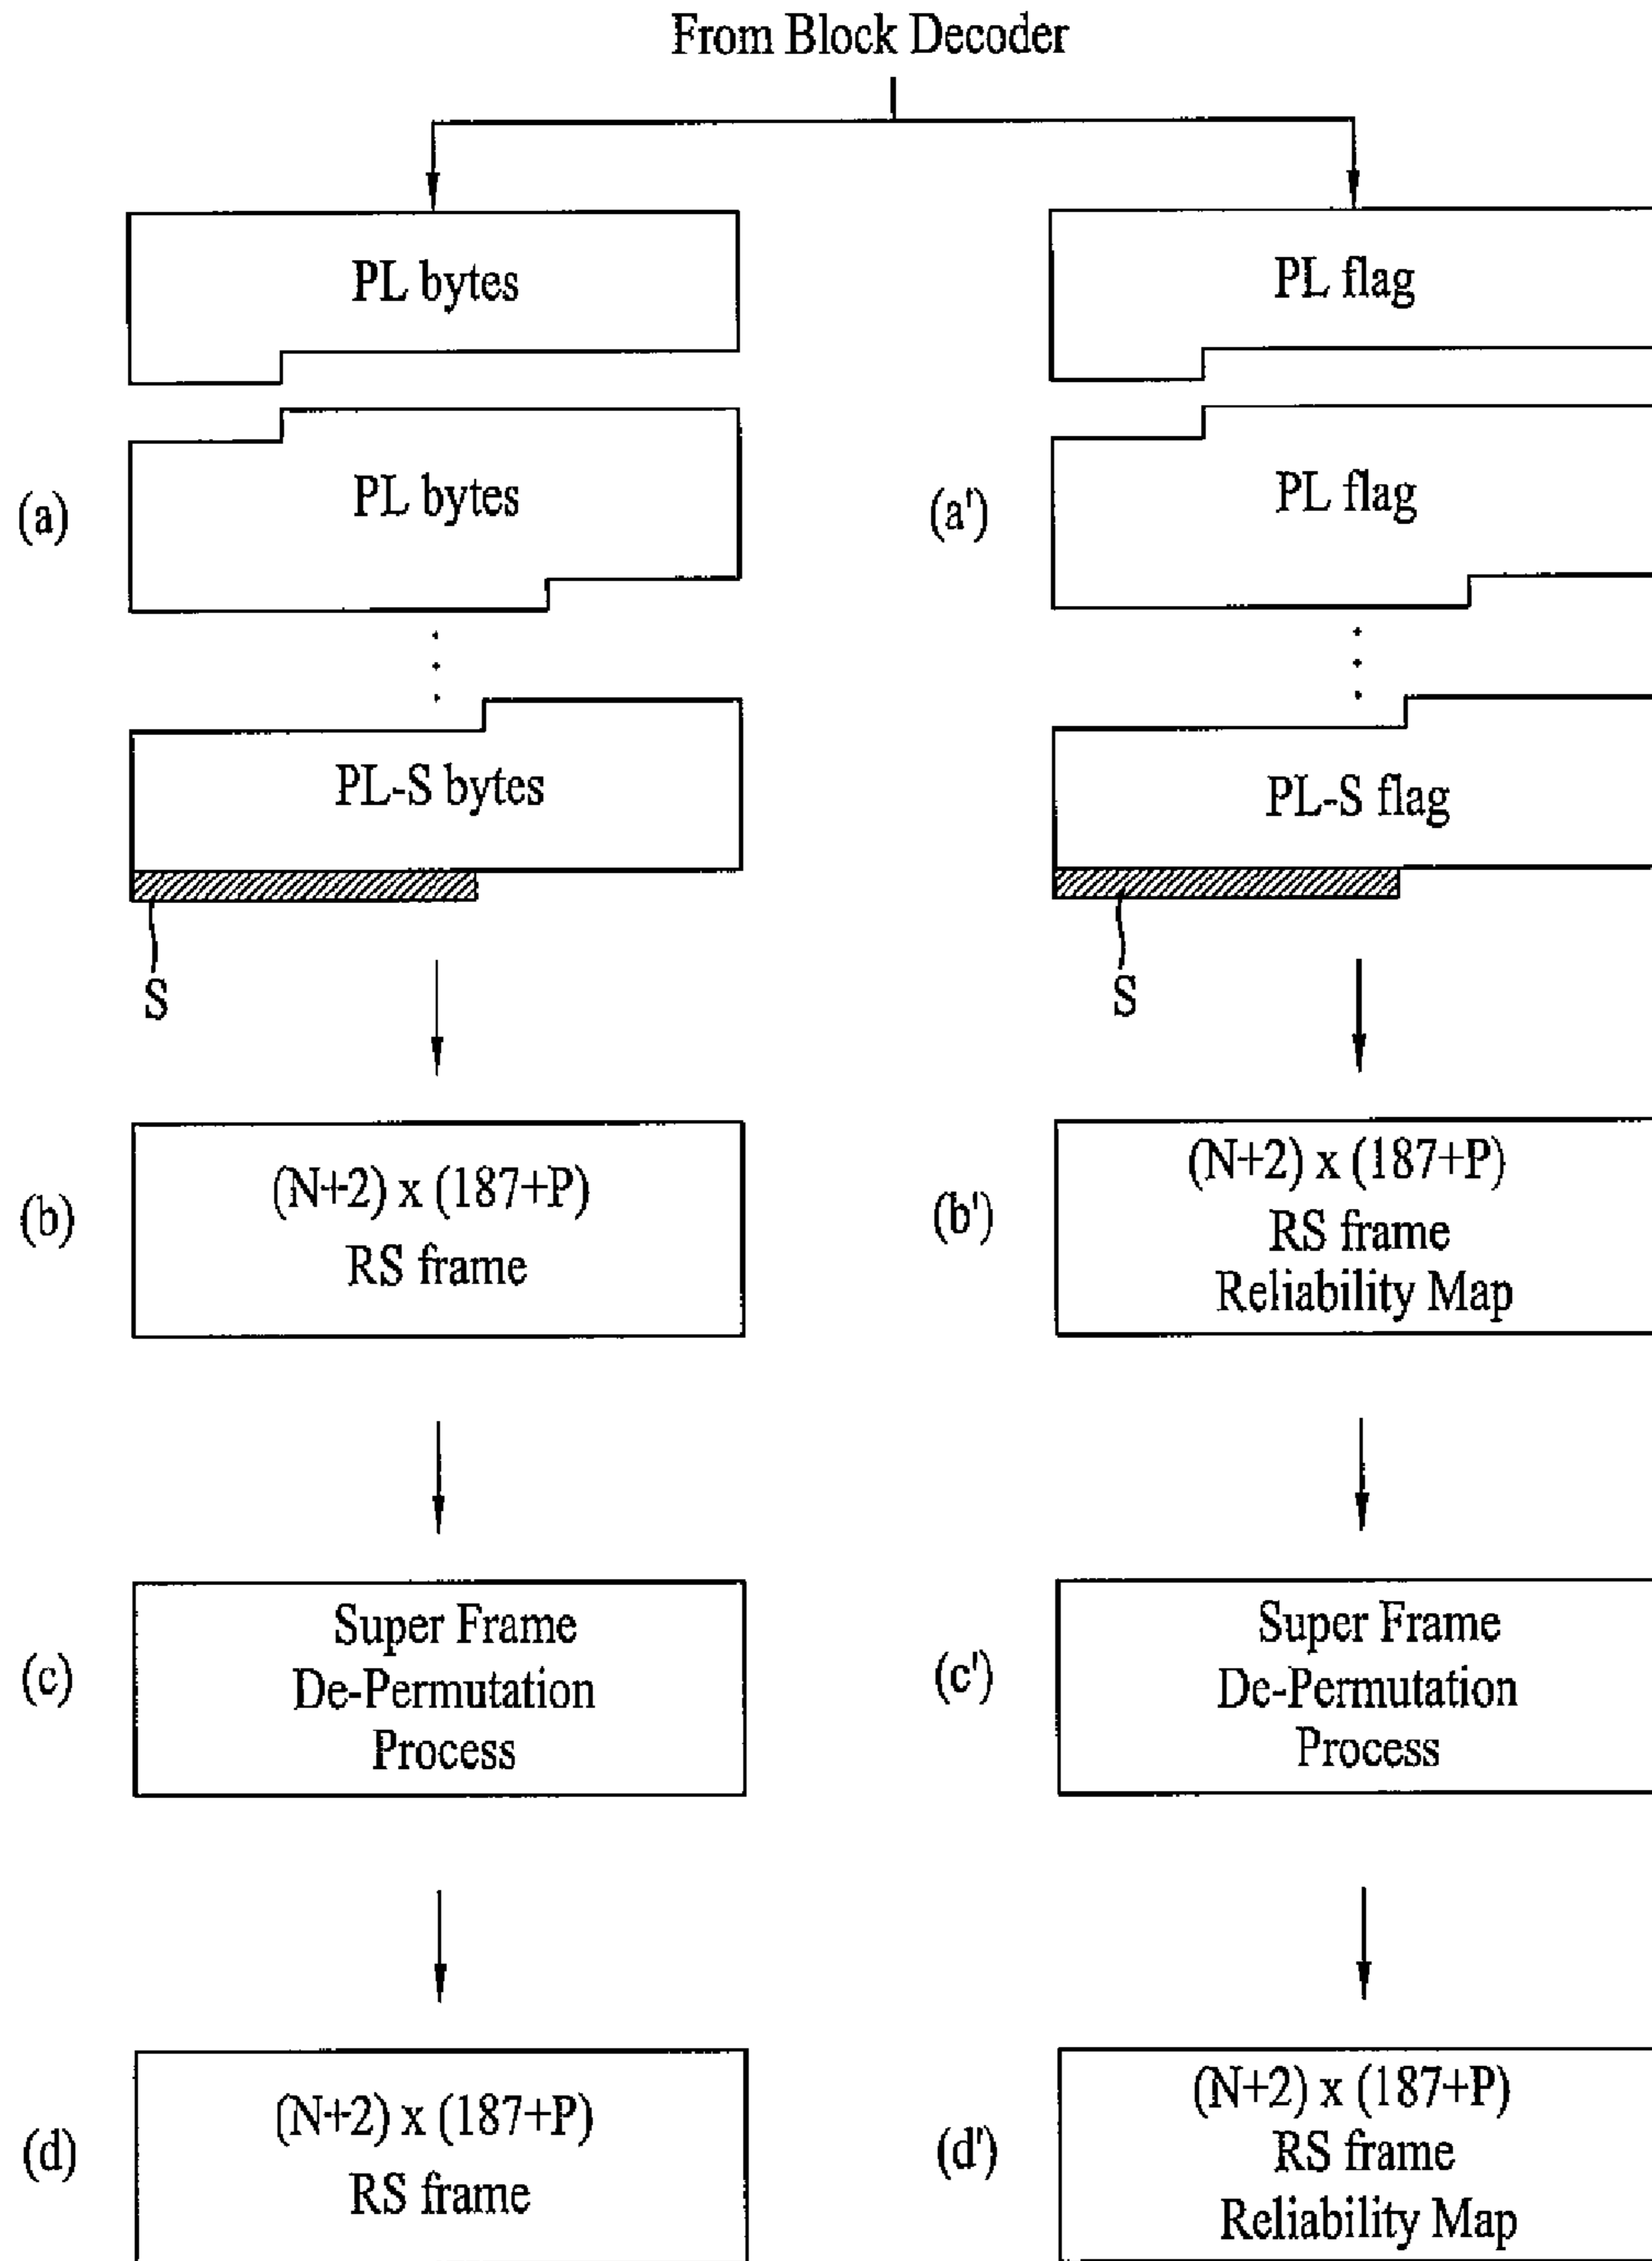 From Block Decoder
PL bytes
PL flag
PL bytes
PL flag
(a)
(a')
PL-S bytes
PL-S flag
S
S
(b)
(N+2) x (187+P)
RS frame
(b')
(N+2) x (187+P)
RS frame
Reliability Map
(c)
Super Frame
De-Permutation
Process
(c')
Super Frame
De-Permutation
Process
(d)
(N+2) x (187+P)
RS frame
(d')
(N+2) x (187+P)
RS frame
Reliability Map